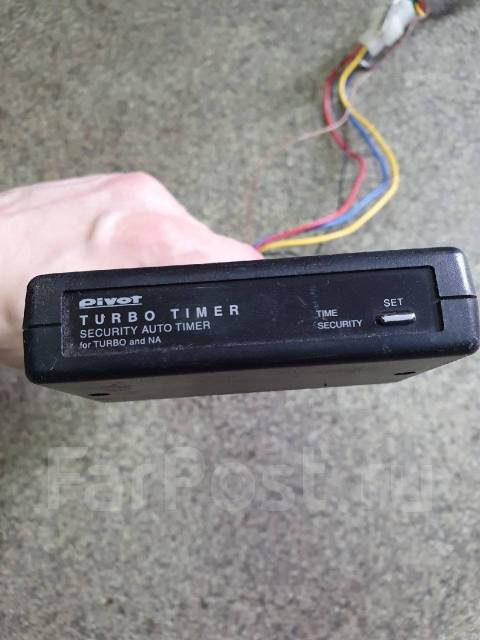 Pivot
TURBO TIMER
SECURITY AUTO TIMER
for TURBO and NA
TIME
SECURITY
SET
FarPost.ru